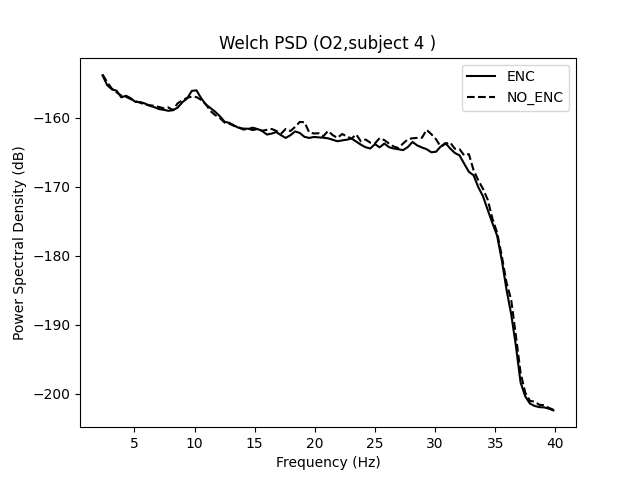 Welch PSD (O2,subject 4 )
ENC
NO_ENC
Power Spectral Density (dB)
−160
−170
−180
−190
−200
5 10 15 20 25 30 35 40
Frequency (Hz)